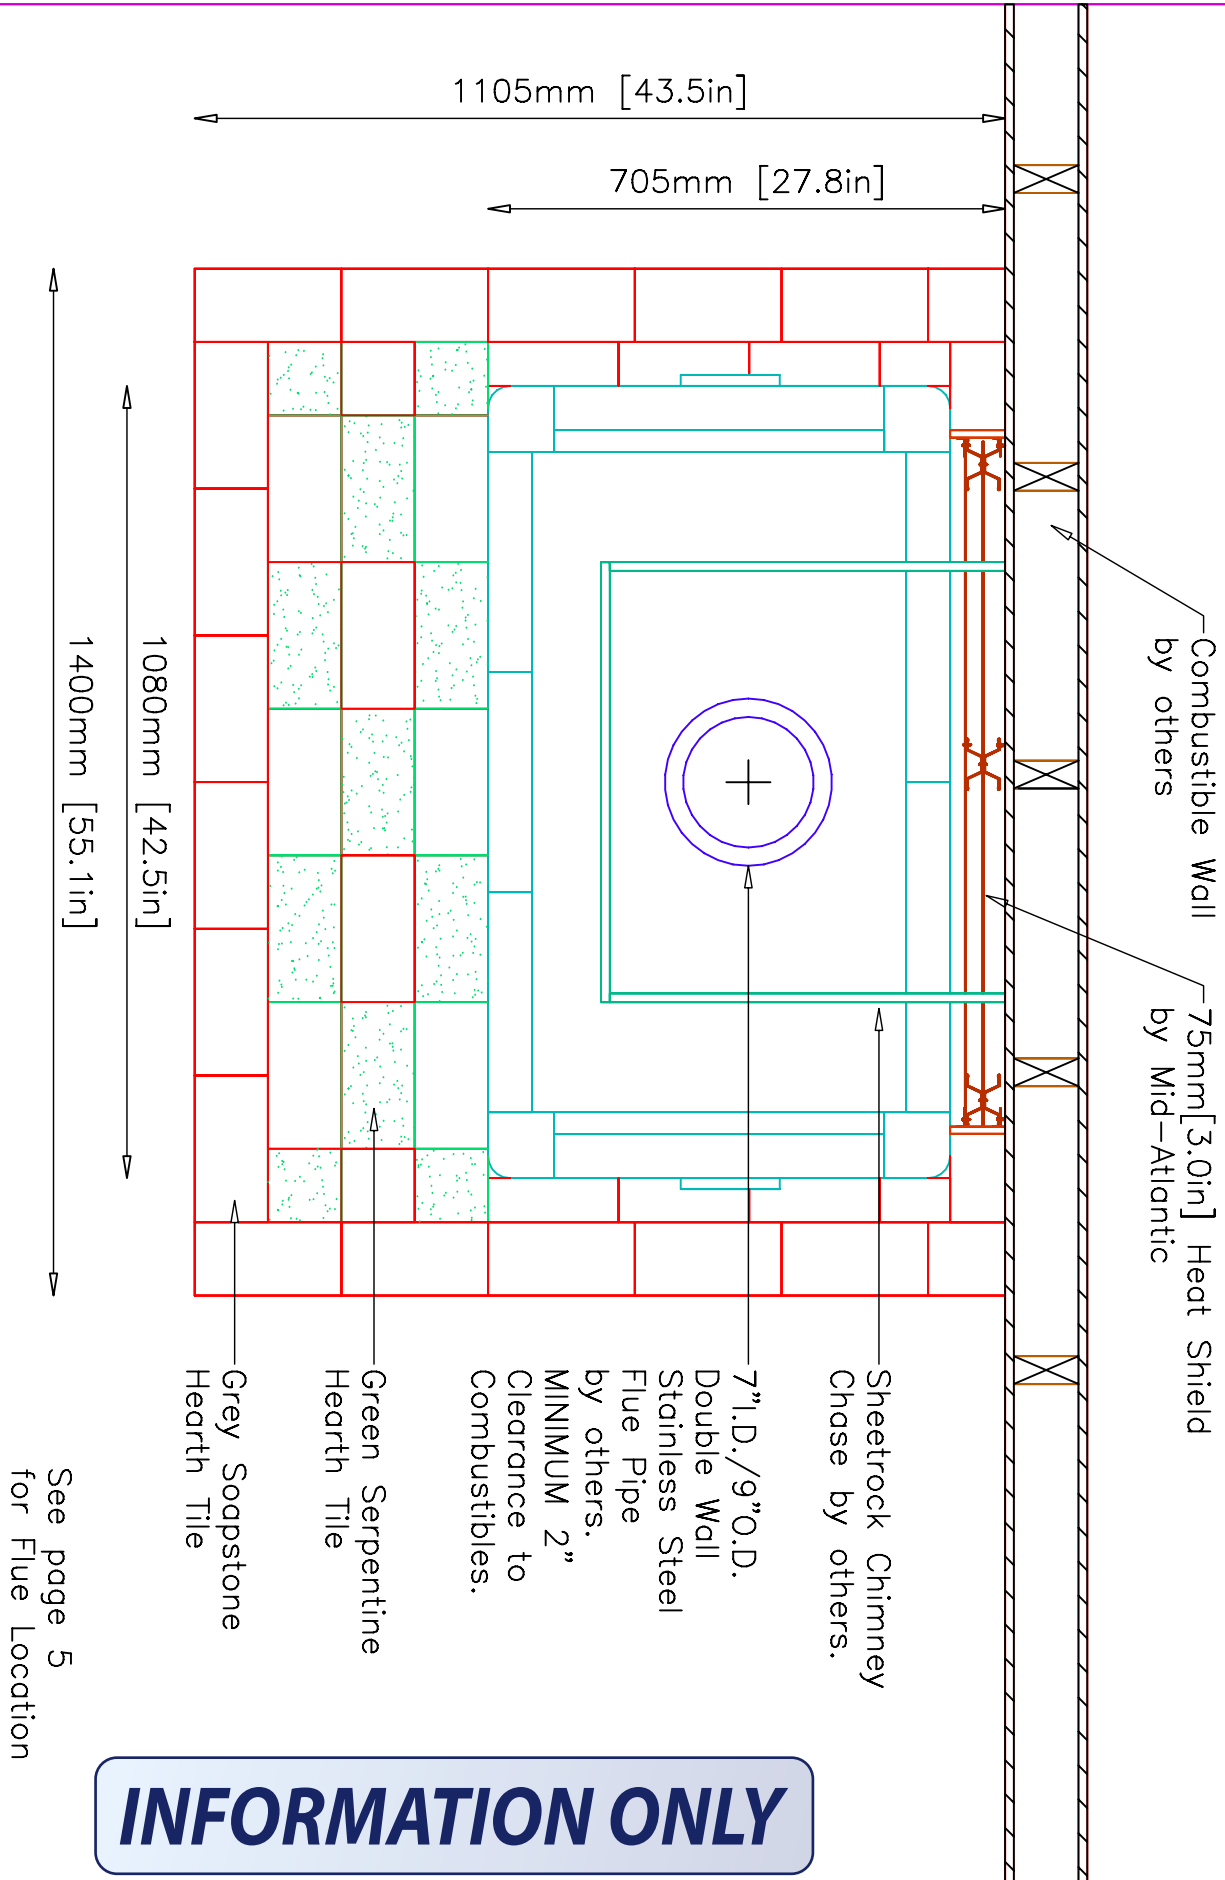 1105mm [43.5in]
705mm [27.8in]
Combustible Wall
by others
75mm[3.0in] Heat Shield
by Mid-Atlantic
1080mm [42.5in]
1400mm [55.1in]
Sheetrock Chimney
Chase by others.
7"I.D./9"O.D.
Double Wall
Stainless Steel
Flue Pipe
by others.
MINIMUM 2"
Clearance to
Combustibles.
Green Serpentine
Hearth Tile
Grey Soapstone
Hearth Tile
See page 5
for Flue Location
INFORMATION ONLY